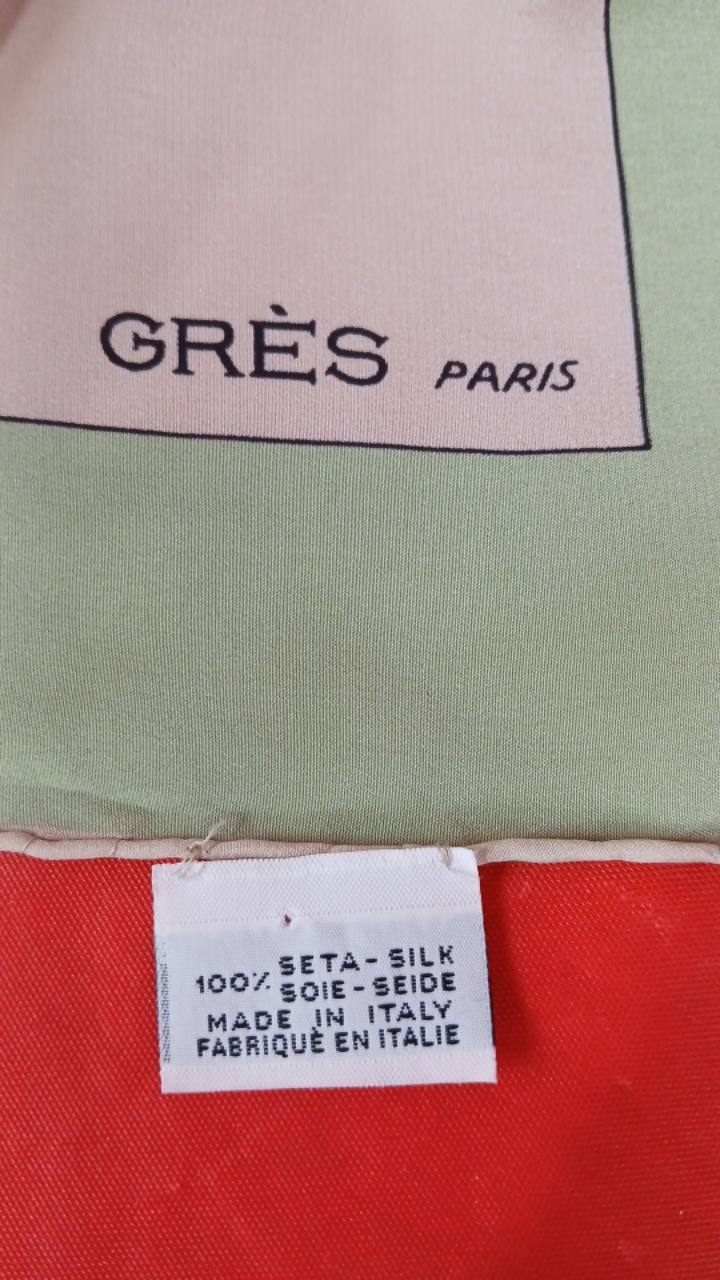 GRÈS PARIS
SETA-SILK
100% SOIE-SEIDE
MADE IN ITALY
FABRIQUÈ EN ITALIE